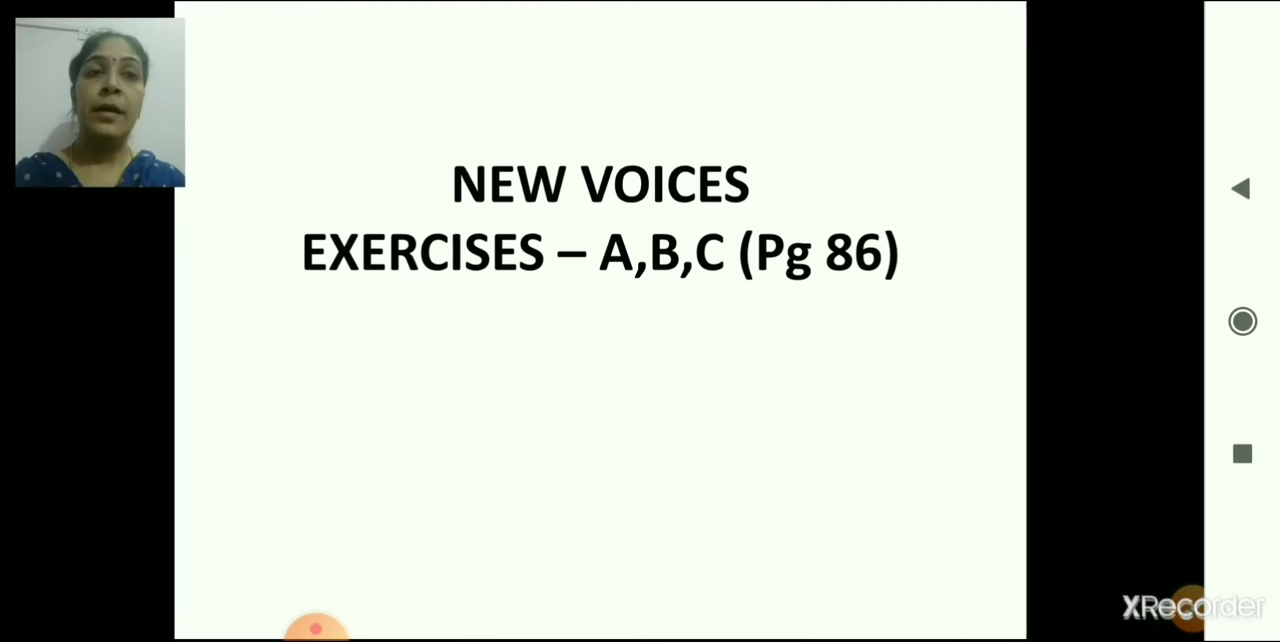 NEW VOICES
EXERCISES – A,B,C (Pg 86)
XRecorder